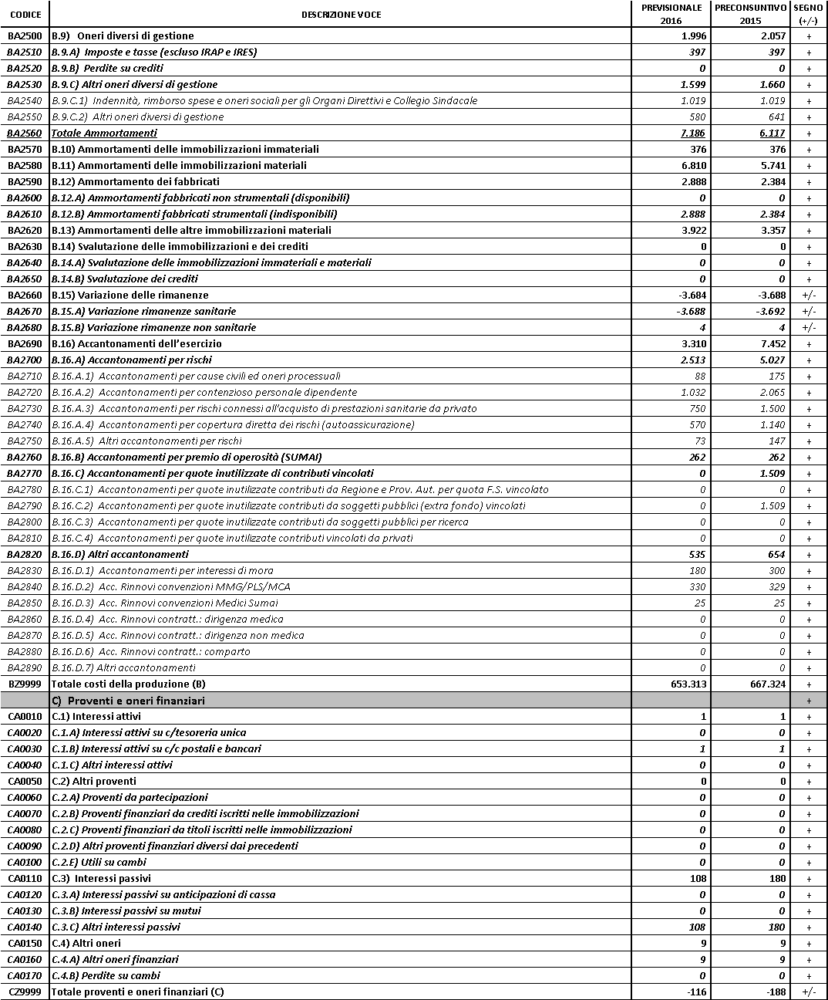 CODICE DESCRIZIONE VOCE PREVISIONALE 2016 PRECONSUNTIVO 2015 SEGNO (+/-)
BA2500 B.9) Oneri diversi di gestione 1.996 2.057 +
BA2510 B.9.A) Imposte e tasse (escluso IRAP e IRES) 397 397 +
BA2520 B.9.B) Perdite su crediti 0 0 +
BA2530 B.9.C) Altri oneri diversi di gestione 1.599 1.660 +
BA2540 B.9.C.1) Indennità, rimborso spese e oneri sociali per gli Organi Direttivi e Collegio Sindacale 1.019 1.019 +
BA2550 B.9.C.2) Altri oneri diversi di gestione 580 641 +
BA2560 Totale Ammortamenti 7.186 6.117 +
BA2570 B.10) Ammortamenti delle immobilizzazioni immateriali 376 376 +
BA2580 B.11) Ammortamenti delle immobilizzazioni materiali 6.810 5.741 +
BA2590 B.12) Ammortamento dei fabbricati 2.888 2.384 +
BA2600 B.12.A) Ammortamenti fabbricati non strumentali (disponibili) 0 0 +
BA2610 B.12.B) Ammortamenti fabbricati strumentali (indisponibili) 2.888 2.384 +
BA2620 B.13) Ammortamenti delle altre immobilizzazioni materiali 3.922 3.357 +
BA2630 B.14) Svalutazione delle immobilizzazioni e dei crediti 0 0 +
BA2640 B.14.A) Svalutazione delle immobilizzazioni immateriali e materiali 0 0 +
BA2650 B.14.B) Svalutazione dei crediti 0 0 +
BA2660 B.15) Variazione delle rimanenze -3.684 -3.688 +/-
BA2670 B.15.A) Variazione rimanenze sanitarie -3.688 -3.692 +/-
BA2680 B.15.B) Variazione rimanenze non sanitarie 4 4 +/-
BA2690 B.16) Accantonamenti dell’esercizio 3.310 7.452 +
BA2700 B.16.A) Accantonamenti per rischi 2.513 5.027 +
BA2710 B.16.A.1) Accantonamenti per cause civili ed oneri processuali 88 175 +
BA2720 B.16.A.2) Accantonamenti per contenzioso personale dipendente 1.032 2.065 +
BA2730 B.16.A.3) Accantonamenti per rischi connessi all'acquisto di prestazioni sanitarie da privato 750 1.500 +
BA2740 B.16.A.4) Accantonamenti per copertura diretta dei rischi (autoassicurazione) 570 1.140 +
BA2750 B.16.A.5) Altri accantonamenti per rischi 73 147 +
BA2760 B.16.B) Accantonamenti per premio di operosità (SUMAI) 262 262 +
BA2770 B.16.C) Accantonamenti per quote inutilizzate di contributi vincolati 0 1.509 +
BA2780 B.16.C.1) Accantonamenti per quote inutilizzate contributi da Regione e Prov. Aut. per quota F.S. vincolato 0 0 +
BA2790 B.16.C.2) Accantonamenti per quote inutilizzate contributi da soggetti pubblici (extra fondo) vincolati 0 1.509 +
BA2800 B.16.C.3) Accantonamenti per quote inutilizzate contributi da soggetti pubblici per ricerca 0 0 +
BA2810 B.16.C.4) Accantonamenti per quote inutilizzate contributi vincolati da privati 0 0 +
BA2820 B.16.D) Altri accantonamenti 535 654 +
BA2830 B.16.D.1) Accantonamenti per interessi di mora 180 300 +
BA2840 B.16.D.2) Acc. Rinnovi convenzioni MMG/PLS/MCA 330 329 +
BA2850 B.16.D.3) Acc. Rinnovi convenzioni Medici Sumai 25 25 +
BA2860 B.16.D.4) Acc. Rinnovi contratt.: dirigenza medica 0 0 +
BA2870 B.16.D.5) Acc. Rinnovi contratt.: dirigenza non medica 0 0 +
BA2880 B.16.D.6) Acc. Rinnovi contratt.: comparto 0 0 +
BA2890 B.16.D.7) Altri accantonamenti 0 0 +
BZ9999 Totale costi della produzione (B) 653.313 667.324 +
C) Proventi e oneri finanziari +
CA0010 C.1) Interessi attivi 1 1 +
CA0020 C.1.A) Interessi attivi su c/tesoreria unica 0 0 +
CA0030 C.1.B) Interessi attivi su c/c postali e bancari 1 1 +
CA0040 C.1.C) Altri interessi attivi 0 0 +
CA0050 C.2) Altri proventi 0 0 +
CA0060 C.2.A) Proventi da partecipazioni 0 0 +
CA0070 C.2.B) Proventi finanziari da crediti iscritti nelle immobilizzazioni 0 0 +
CA0080 C.2.C) Proventi finanziari da titoli iscritti nelle immobilizzazioni 0 0 +
CA0090 C.2.D) Altri proventi finanziari diversi dai precedenti 0 0 +
CA0100 C.2.E) Utili su cambi 0 0 +
CA0110 C.3) Interessi passivi 108 180 +
CA0120 C.3.A) Interessi passivi su anticipazioni di cassa 0 0 +
CA0130 C.3.B) Interessi passivi su mutui 0 0 +
CA0140 C.3.C) Altri interessi passivi 108 180 +
CA0150 C.4) Altri oneri 9 9 +
CA0160 C.4.A) Altri oneri finanziari 9 9 +
CA0170 C.4.B) Perdite su cambi 0 0 +
CZ9999 Totale proventi e oneri finanziari (C) -116 -188 +/-